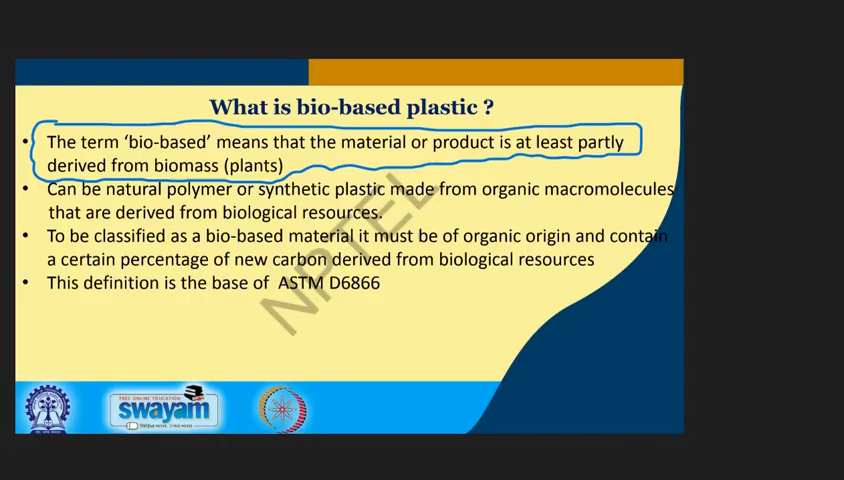 What is bio-based plastic ?
• The term ‘bio-based’ means that the material or product is at least partly
derived from biomass (plants)
• Can be natural polymer or synthetic plastic made from organic macromolecules
that are derived from biological resources.
• To be classified as a bio-based material it must be of organic origin and contain
a certain percentage of new carbon derived from biological resources
• This definition is the base of ASTM D6866
NPTEL
FREE ONLINE EDUCATION
swayam